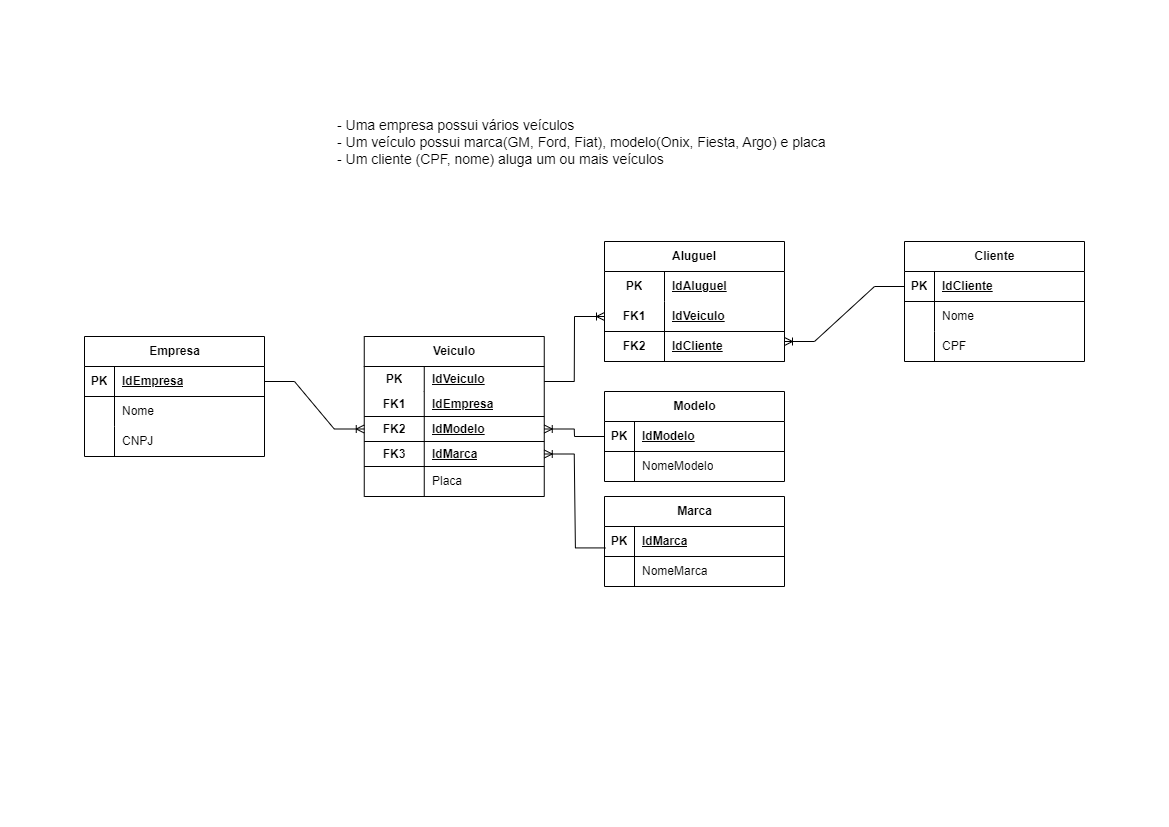 - Uma empresa possui vários veículos
- Um veículo possui marca(GM, Ford, Fiat), modelo(Onix, Fiesta, Argo) e placa
- Um cliente (CPF, nome) aluga um ou mais veículos
Empresa
PK IdEmpresa
Nome
CNPJ
Veiculo
PK IdVeiculo
FK1 IdEmpresa
FK2 IdModelo
FK3 IdMarca
Placa
Aluguel
PK IdAluguel
FK1 IdVeiculo
FK2 IdCliente
Modelo
PK IdModelo
NomeModelo
Marca
PK IdMarca
NomeMarca
Cliente
PK IdCliente
Nome
CPF